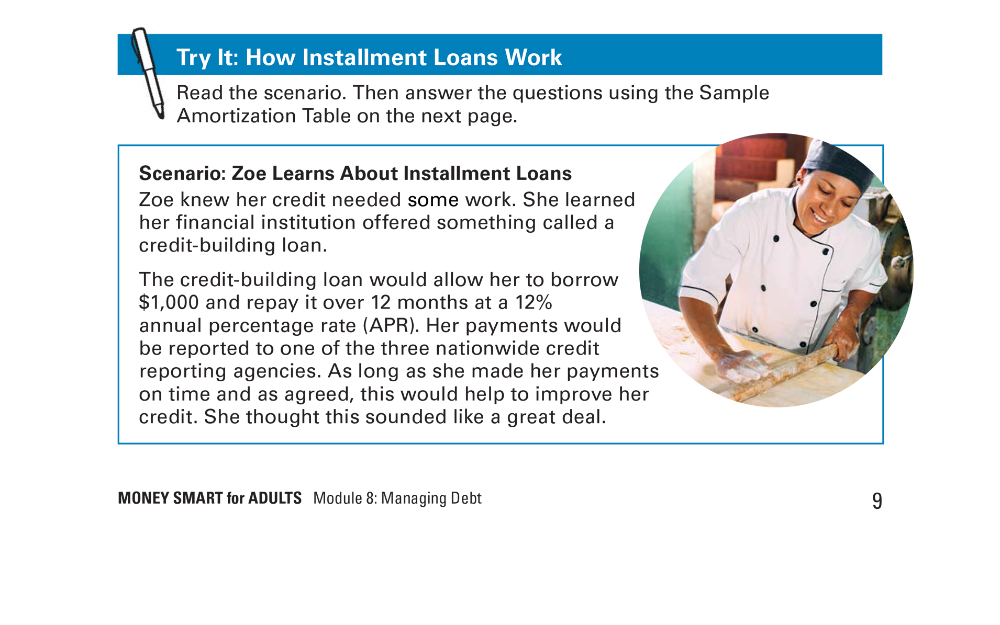 Try It: How Installment Loans Work
Read the scenario. Then answer the questions using the Sample
Amortization Table on the next page.
Scenario: Zoe Learns About Installment Loans
Zoe knew her credit needed some work. She learned
her financial institution offered something called a
credit-building loan.
The credit-building loan would allow her to borrow
$1,000 and repay it over 12 months at a 12%
annual percentage rate (APR). Her payments would
be reported to one of the three nationwide credit
reporting agencies. As long as she made her payments
on time and as agreed, this would help to improve her
credit. She thought this sounded like a great deal.
MONEY SMART for ADULTS Module 8: Managing Debt
9